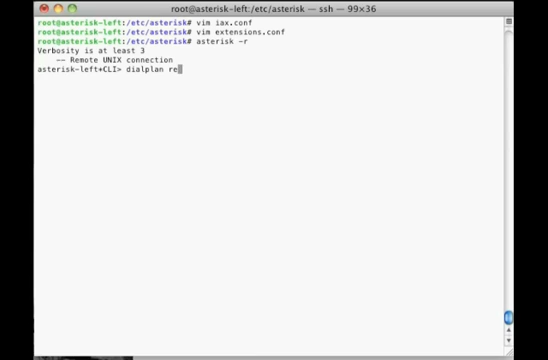 root@asterisk-left:/etc/asterisk — ssh — 99×36
root@asterisk-left:/etc/asterisk# vim iax.conf
root@asterisk-left:/etc/asterisk# vim extensions.conf
root@asterisk-left:/etc/asterisk# asterisk -r
Verbosity is at least 3
-- Remote UNIX connection
asterisk-left*CLI> dialplan re